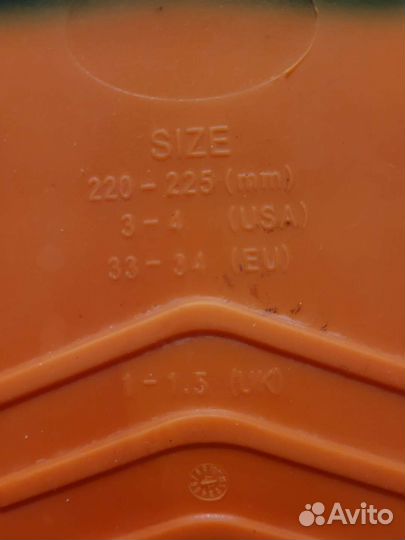 SIZE
220-225 (mm)
3-4 (USA)
33-34 (EU)
1-1.5 (UK)
Avito